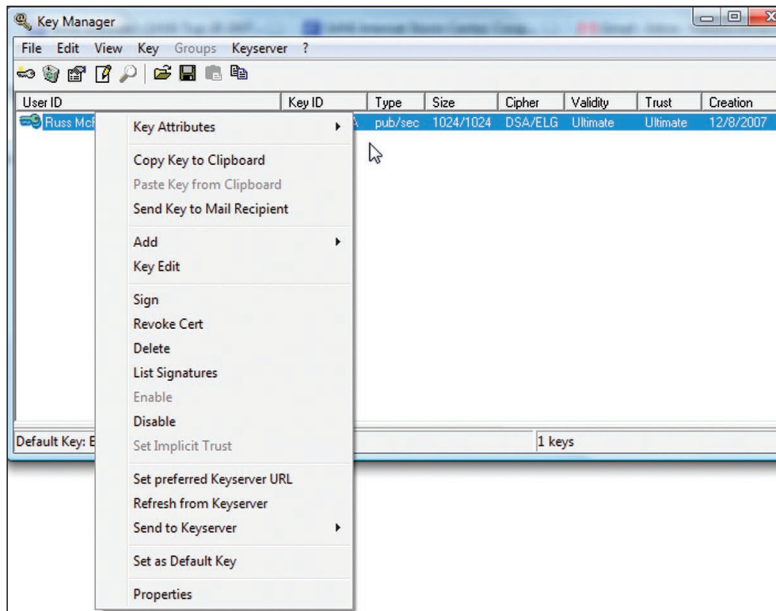 Key Manager
File Edit View Key Groups Keyserver ?
User ID Key ID Type Size Cipher Validity Trust Creation
Russ pub/sec 1024/1024 DSA/ELG Ultimate Ultimate 12/8/2007
Key Attributes
Copy Key to Clipboard
Paste Key from Clipboard
Send Key to Mail Recipient
Add
Key Edit
Sign
Revoke Cert
Delete
List Signatures
Enable
Disable
Set Implicit Trust
Set preferred Keyserver URL
Refresh from Keyserver
Send to Keyserver
Set as Default Key
Properties
Default Key: 1 keys